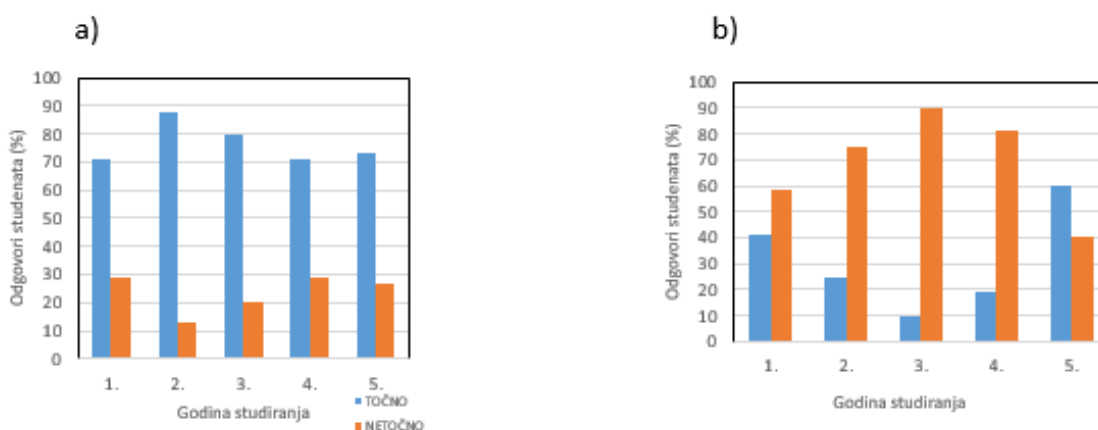 a)
Odgovori studenata (%)
100
90
80
70
60
50
40
30
20
10
0
1. 2. 3. 4. 5.
Godina studiranja
TOČNO
NETOČNO
b)
Odgovori studenata (%)
100
90
80
70
60
50
40
30
20
10
0
1. 2. 3. 4. 5.
Godina studiranja